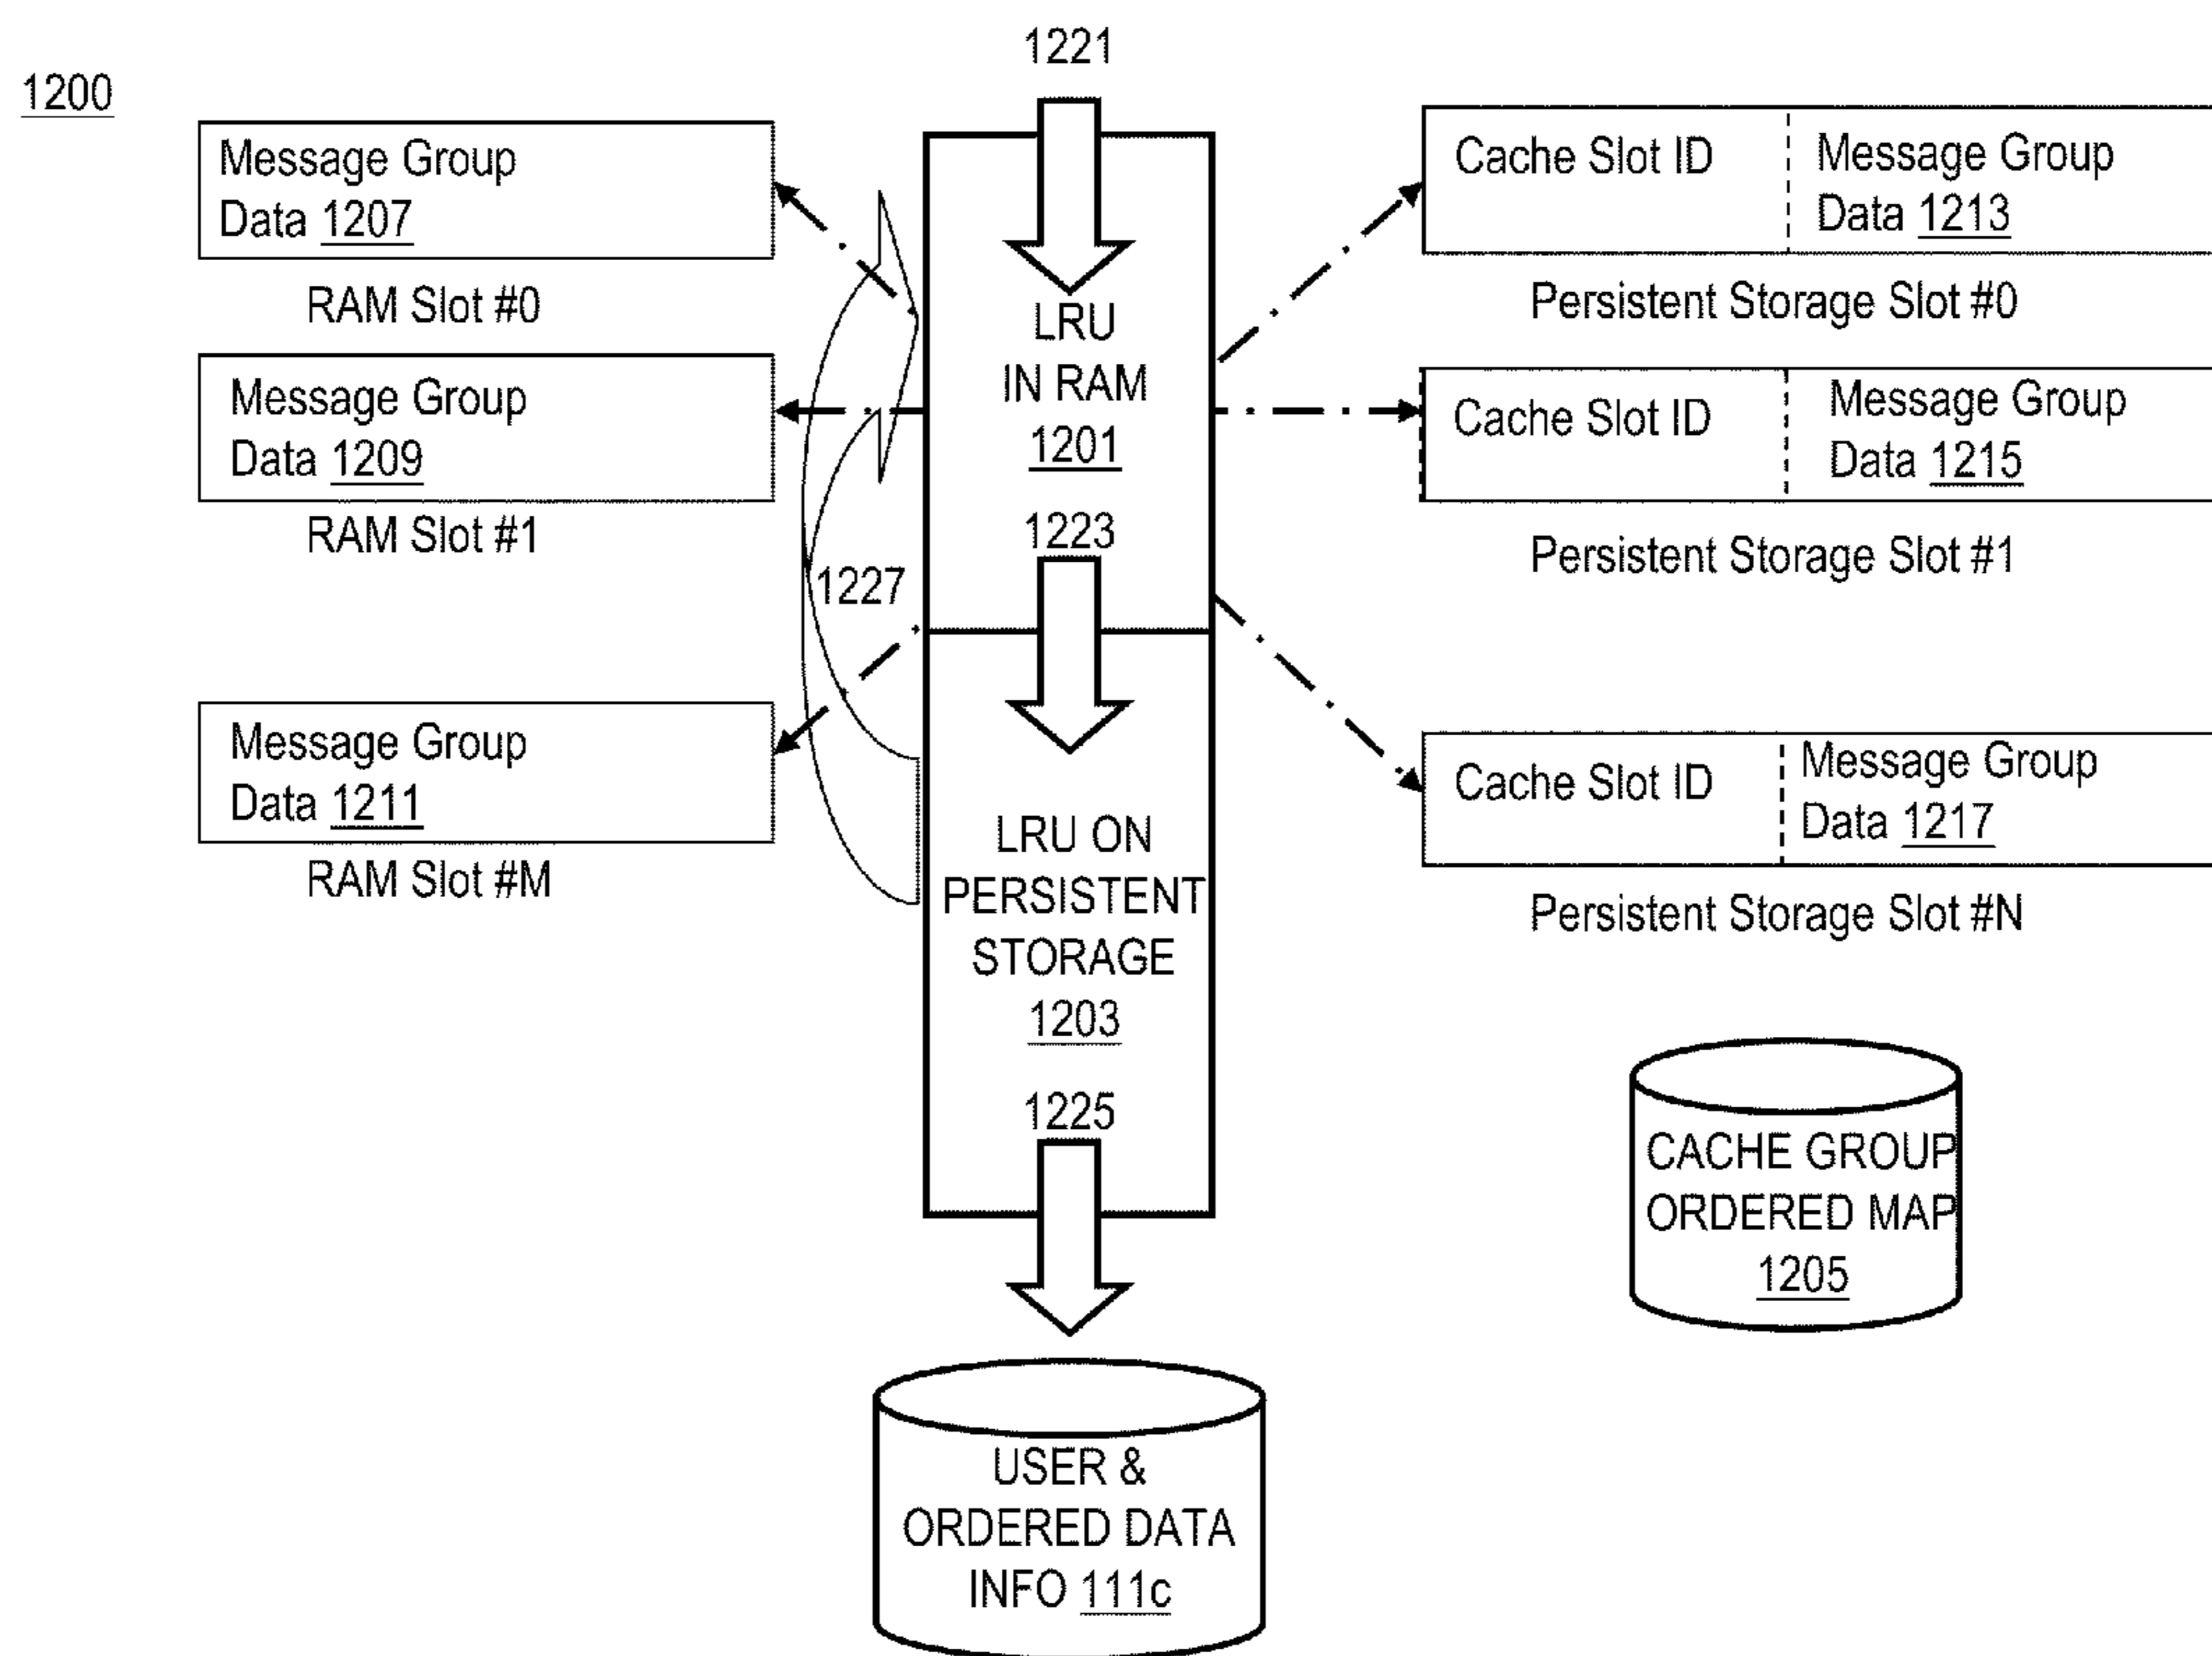 1200
1221
Message Group
Data 1207
RAM Slot #0
Message Group
Data 1209
RAM Slot #1
1227
Message Group
Data 1211
RAM Slot #M
LRU
IN RAM
1201
1223
LRU ON
PERSISTENT
STORAGE
1203
1225
USER &
ORDERED DATA
INFO 111c
Cache Slot ID
Message Group
Data 1213
Persistent Storage Slot #0
Cache Slot ID
Message Group
Data 1215
Persistent Storage Slot #1
Cache Slot ID
Message Group
Data 1217
Persistent Storage Slot #N
CACHE GROUP
ORDERED MAP
1205